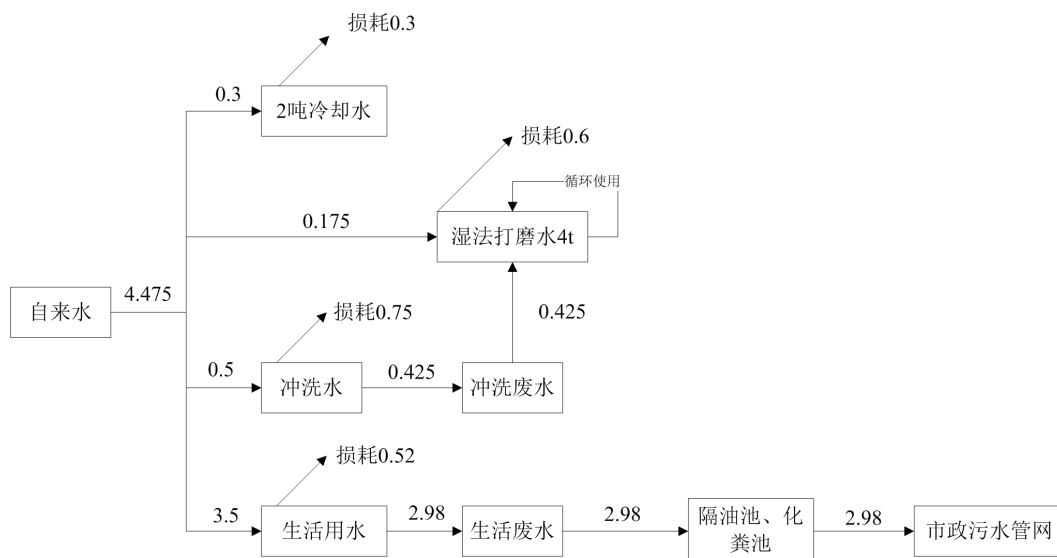 损耗0.3
0.3
2吨冷却水
损耗0.6
循环使用
0.175
湿法打磨水4t
4.475
自来水
0.425
损耗0.75
0.5
冲洗水
0.425
冲洗废水
损耗0.52
3.5
生活用水
2.98
生活废水
2.98
隔油池、化
粪池
2.98
市政污水管网